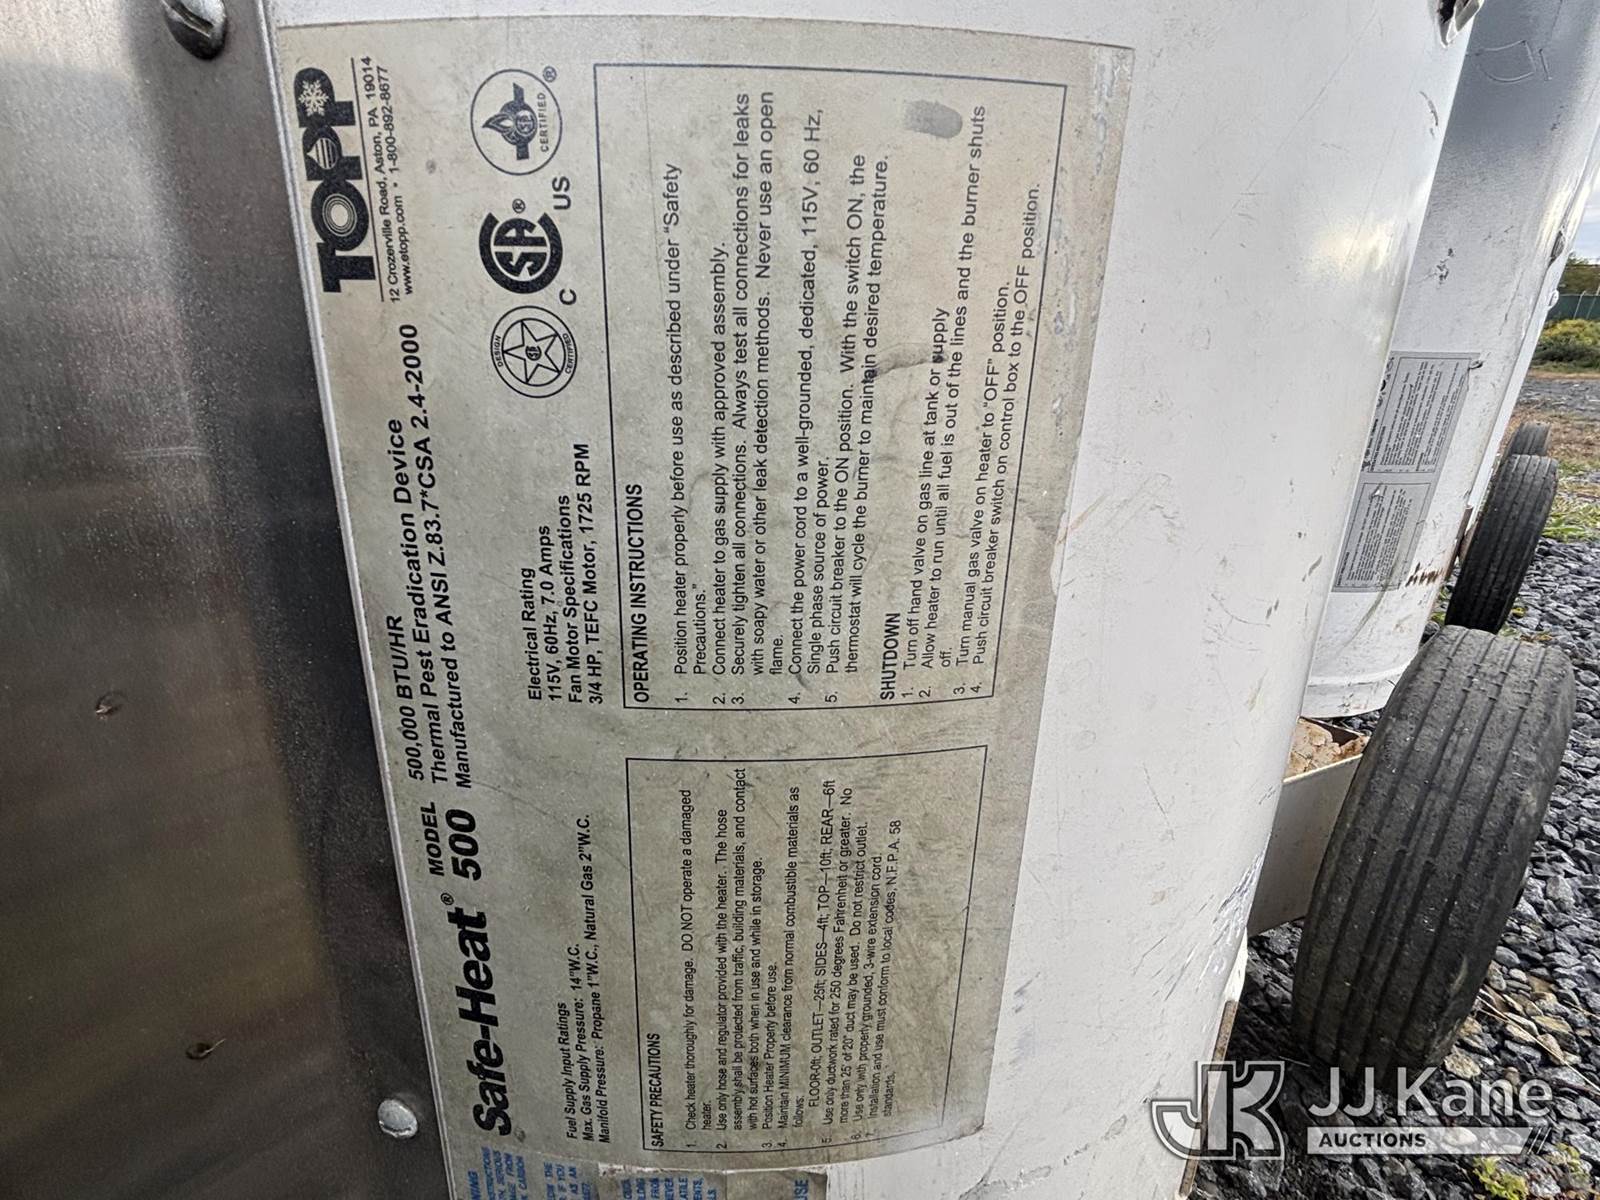 Safe-Heat® MODEL 500
500,000 BTU/HR
Thermal Pest Eradication Device
Manufactured to ANSI Z.83.7*CSA 2.4-2000
TOPP
12 Crozerville Road, Aston, PA 19014
www.etopp.com • 1-800-892-8677
Fuel Supply Input Ratings
Max. Gas Supply Pressure: 14"W.C.
Manifold Pressure: Propane 1"W.C., Natural Gas 2"W.C.
Electrical Rating
115V, 60Hz, 7.0 Amps
Fan Motor Specifications
3/4 HP, TEFC Motor, 1725 RPM
DESIGN
CERTIFIED
C SA® US
CERTIFIED ®
SAFETY PRECAUTIONS
1. Check heater thoroughly for damage. DO NOT operate a damaged
heater.
2. Use only hose and regulator provided with the heater. The hose
assembly shall be protected from traffic, building materials, and contact
with hot surfaces both when in use and while in storage.
3. Position Heater Properly before use.
4. Maintain MINIMUM clearance from normal combustible materials as
follows:
FLOOR-0ft; OUTLET—25ft; SIDES—4ft; TOP—10ft; REAR—6ft
5. Use only ductwork rated for 250 degrees Fahrenheit or greater. No
more than 25' of 20" duct may be used. Do not restrict outlet.
6. Use only with properly grounded, 3-wire extension cord.
7. Installation and use must conform to local codes, N.F.P.A. 58
standards.
OPERATING INSTRUCTIONS
1. Position heater properly before use as described under "Safety
Precautions."
2. Connect heater to gas supply with approved assembly.
3. Securely tighten all connections. Always test all connections for leaks
with soapy water or other leak detection methods. Never use an open
flame.
4. Connect the power cord to a well-grounded, dedicated, 115V, 60 Hz,
Single phase source of power.
5. Push circuit breaker to the ON position. With the switch ON, the
thermostat will cycle the burner to maintain desired temperature.
SHUTDOWN
1. Turn off hand valve on gas line at tank or supply
2. Allow heater to run until all fuel is out of the lines and the burner shuts
off.
3. Turn manual gas valve on heater to "OFF" position.
4. Push circuit breaker switch on control box to the OFF position.
JJ Kane
AUCTIONS